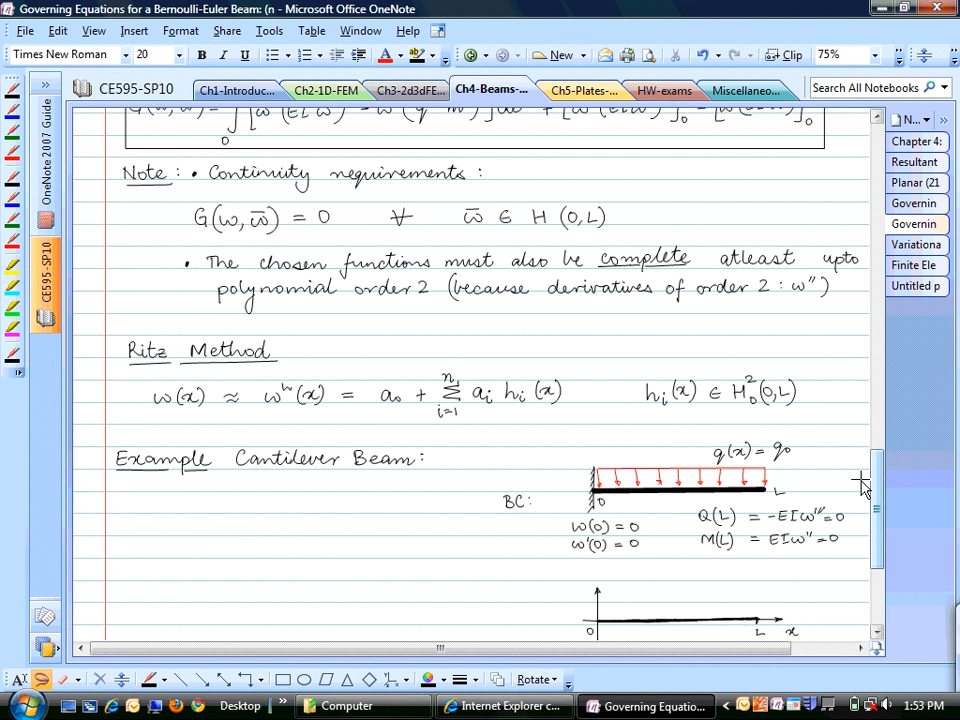 Governing Equations for a Bernoulli-Euler Beam: (n - Microsoft Office OneNote
File Edit View Insert Format Share Tools Table Window Help
Times New Roman 20 B I U New Clip 75%
CE595-SP10 Ch1-Introduc... Ch2-1D-FEM Ch3-2d3dFE... Ch4-Beams-... Ch5-Plates-... HW-exams Miscellaneo... Search All Notebooks
OneNote 2007 Guide
CE595-SP10
N...
Chapter 4:
Resultant
Planar (21
Governin
Governin
Variationa
Finite Ele
Untitled p
Note : • Continuity requirements :
G(w, w̅) = 0 ∀ w̅ ∈ H (0,L)
• The chosen functions must also be complete atleast upto
polynomial order 2 (because derivatives of order 2 : w'')
Ritz Method
w(x) ≈ wʰ(x) = a₀ + Σ_{i=1}^{n} aᵢ hᵢ(x) hᵢ(x) ∈ H₀²(0,L)
Example Cantilever Beam :
q(x) = q₀
0 L
BC:
w(0) = 0 Q(L) = -EIw''' = 0
w'(0) = 0 M(L) = EIw'' = 0
0 L x
Rotate
Desktop Computer Internet Explorer c... Governing Equatio... 1:53 PM